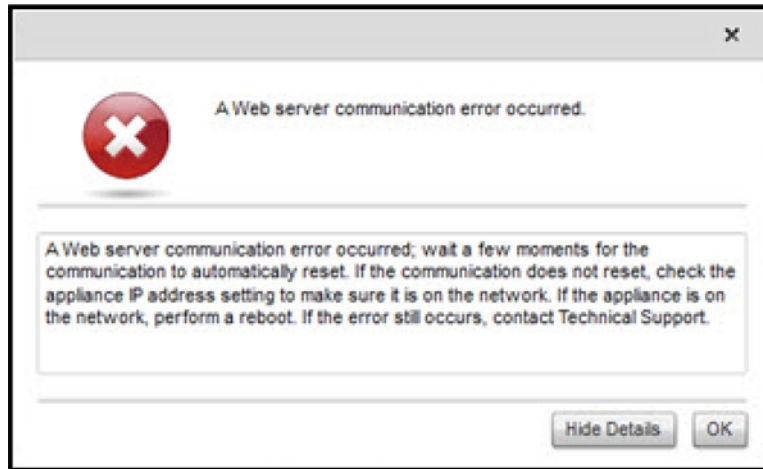 A Web server communication error occurred.
A Web server communication error occurred; wait a few moments for the
communication to automatically reset. If the communication does not reset, check the
appliance IP address setting to make sure it is on the network. If the appliance is on
the network, perform a reboot. If the error still occurs, contact Technical Support.
Hide Details OK